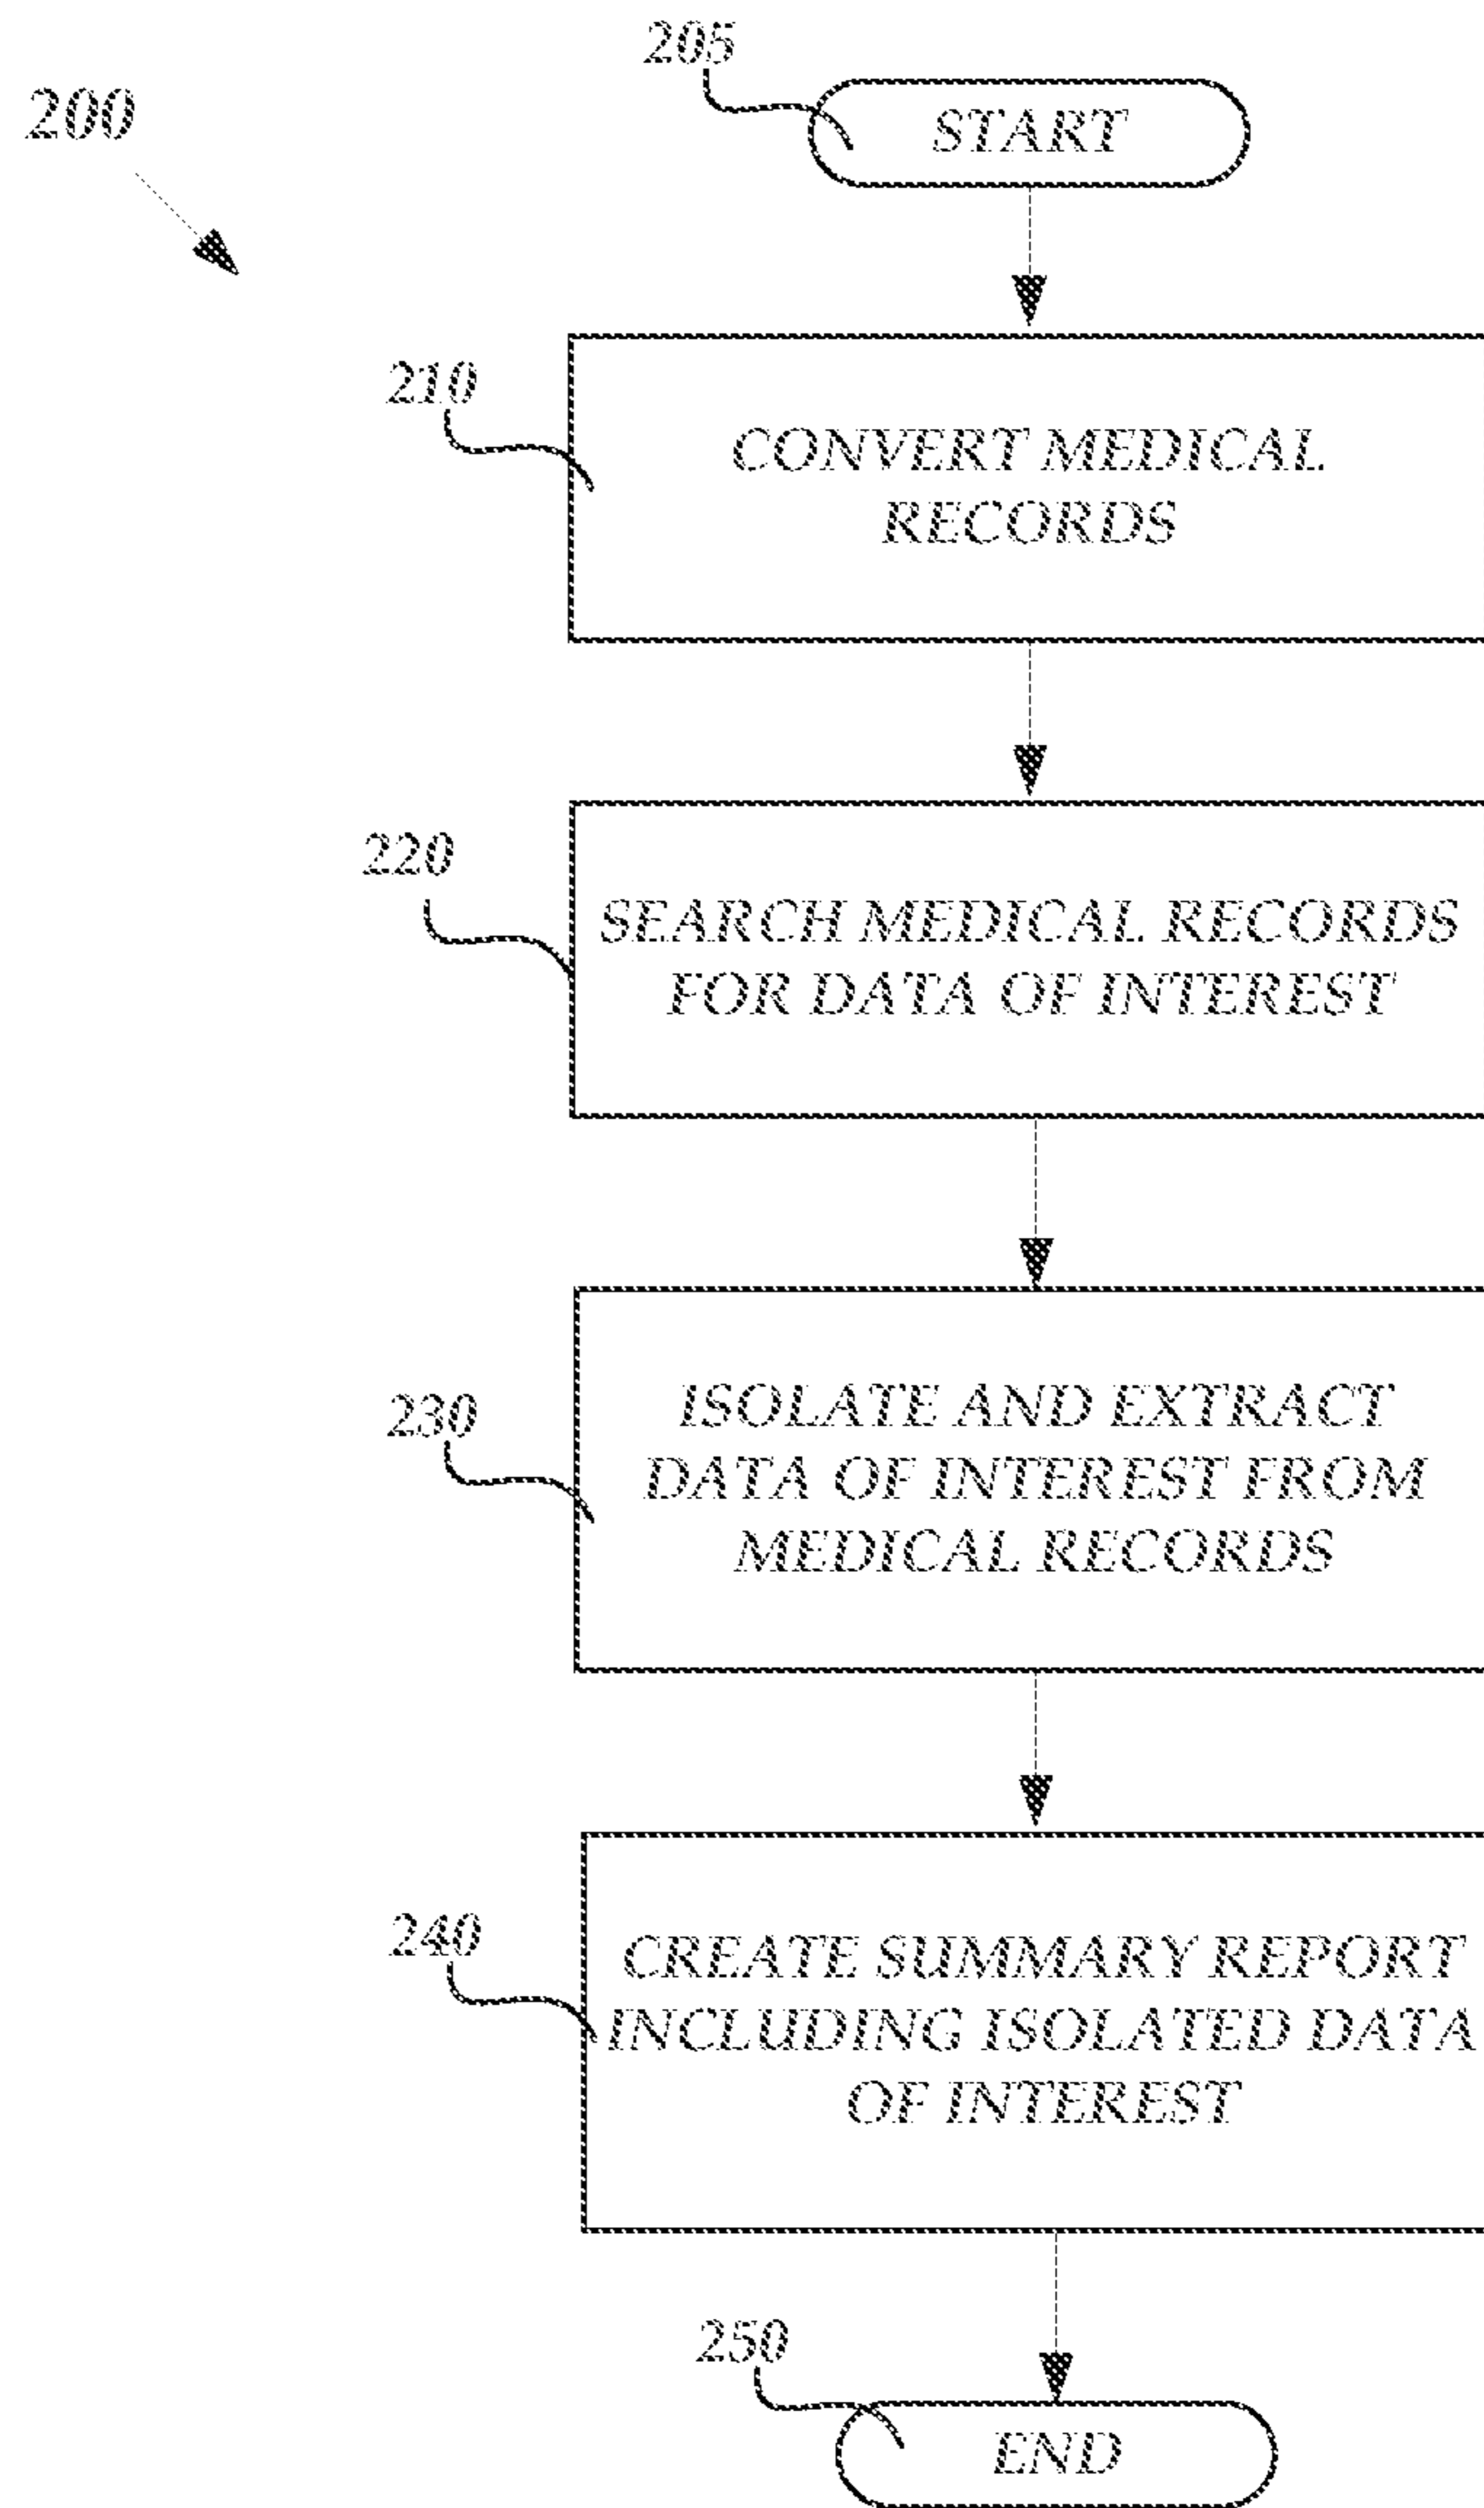 205
200
START
210
CONVERT MEDICAL
RECORDS
220
SEARCH MEDICAL RECORDS
FOR DATA OF INTEREST
230
ISOLATE AND EXTRACT
DATA OF INTEREST FROM
MEDICAL RECORDS
240
CREATE SUMMARY REPORT
INCLUDING ISOLATED DATA
OF INTEREST
250
END